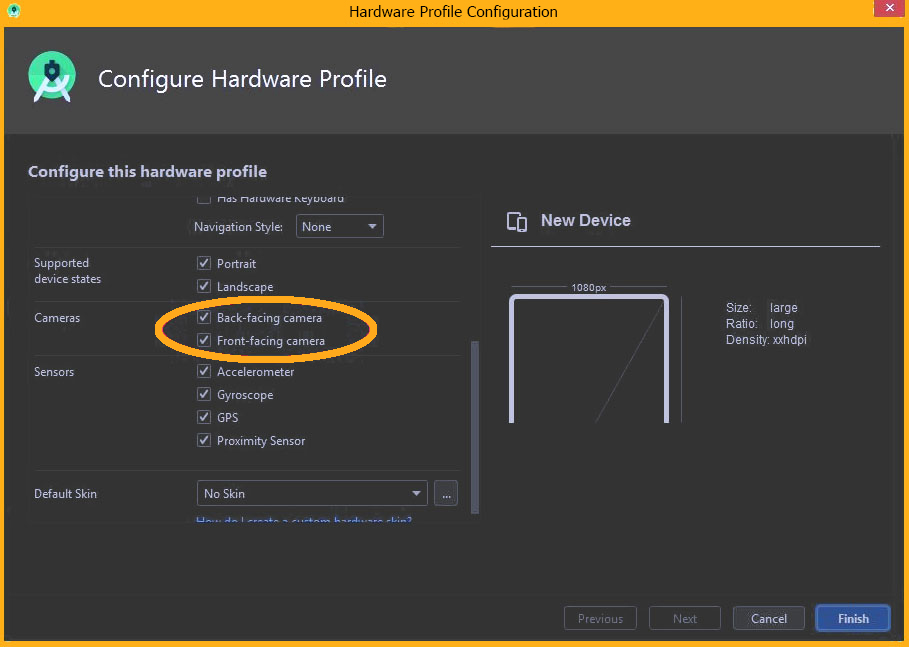 Hardware Profile Configuration
Configure Hardware Profile
Configure this hardware profile
Has Hardware Keyboard
Navigation Style: None
Supported
device states
Portrait
Landscape
Cameras
Back-facing camera
Front-facing camera
Sensors
Accelerometer
Gyroscope
GPS
Proximity Sensor
Default Skin
No Skin
...
How do I create a custom hardware skin?
New Device
1080px
Size: large
Ratio: long
Density: xxhdpi
Previous
Next
Cancel
Finish